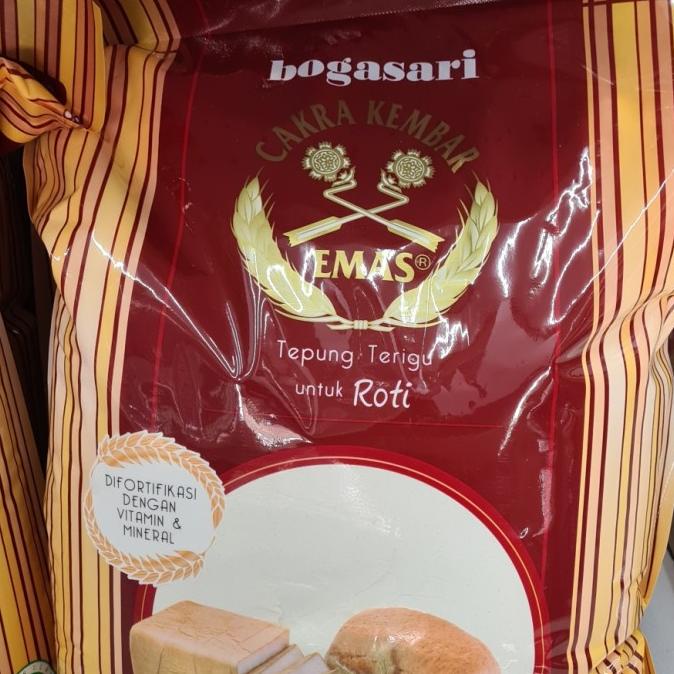 bogasari
CAKRA KEMBAR
EMAS®
Tepung Terigu
untuk Roti
DIFORTIFIKASI
DENGAN
VITAMIN &
MINERAL